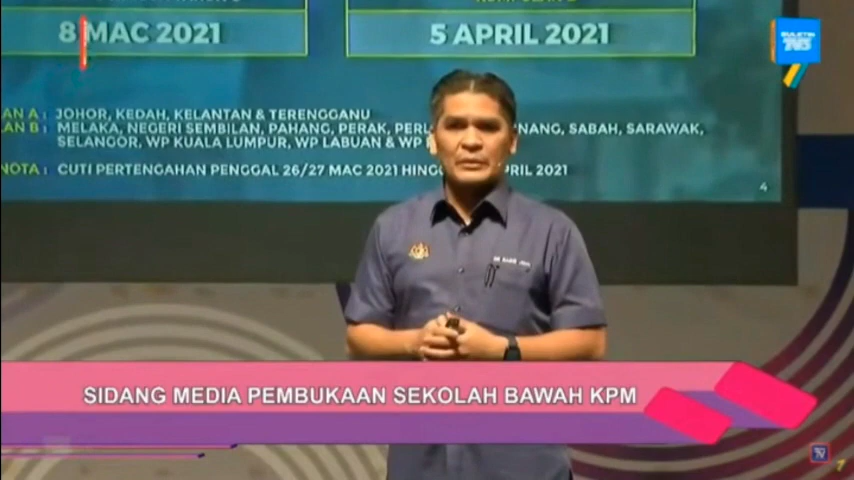 8 MAC 2021
5 APRIL 2021
BULETIN
TV3
AN A : JOHOR, KEDAH, KELANTAN & TERENGGANU
LAN B : MELAKA, NEGERI SEMBILAN, PAHANG, PERAK, PERL NANG, SABAH, SARAWAK,
SELANGOR, WP KUALA LUMPUR, WP LABUAN & WP
NOTA : CUTI PERTENGAHAN PENGGAL 26/27 MAC 2021 HINGG PRIL 2021
4
SIDANG MEDIA PEMBUKAAN SEKOLAH BAWAH KPM